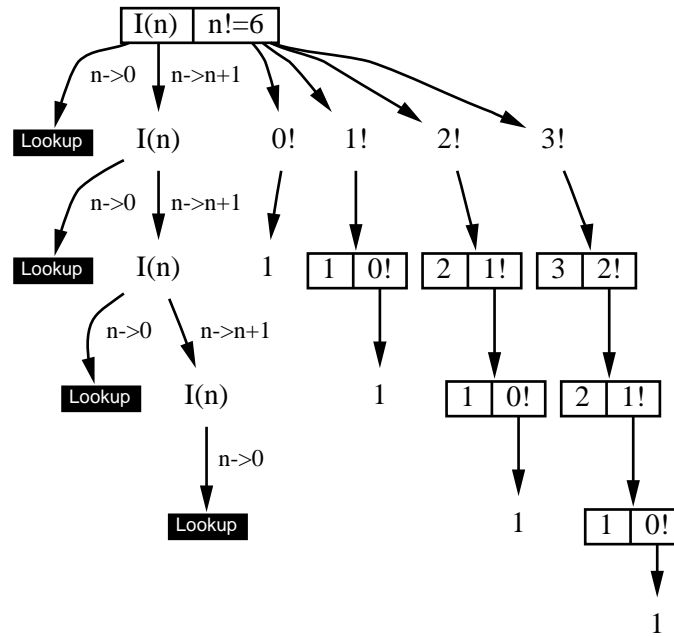 I(n) n!=6
n->0 n->n+1
Lookup I(n) 0! 1! 2! 3!
n->0 n->n+1
Lookup I(n) 1 1 0! 2 1! 3 2!
n->0 n->n+1
Lookup I(n) 1 1 0! 2 1!
n->0
Lookup 1 1 0!
1